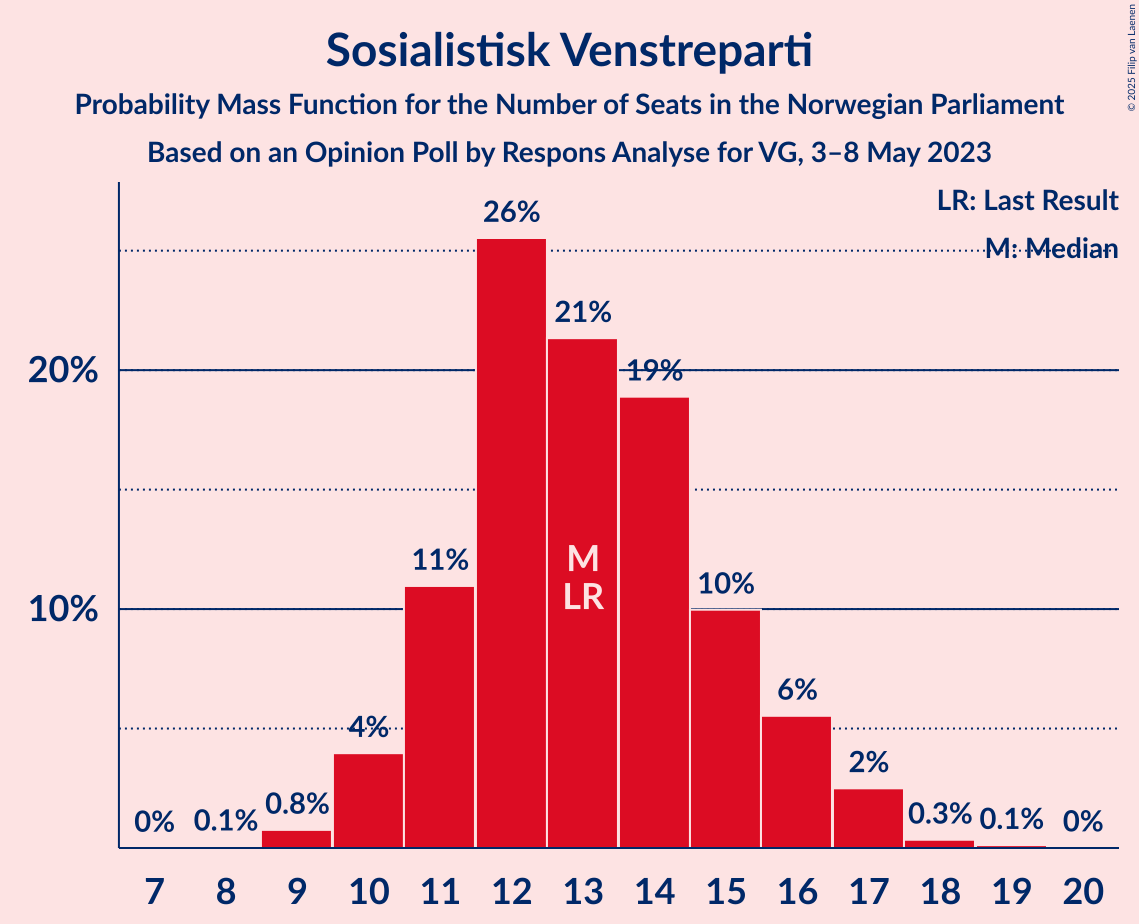 © 2025 Filip van Laenen
Sosialistisk Venstreparti
Probability Mass Function for the Number of Seats in the Norwegian Parliament
Based on an Opinion Poll by Respons Analyse for VG, 3–8 May 2023
LR: Last Result
M: Median
20%
10%
0%
0.1%
0.8%
4%
11%
26%
21%
19%
10%
6%
2%
0.3%
0.1%
0%
M
LR
7 8 9 10 11 12 13 14 15 16 17 18 19 20